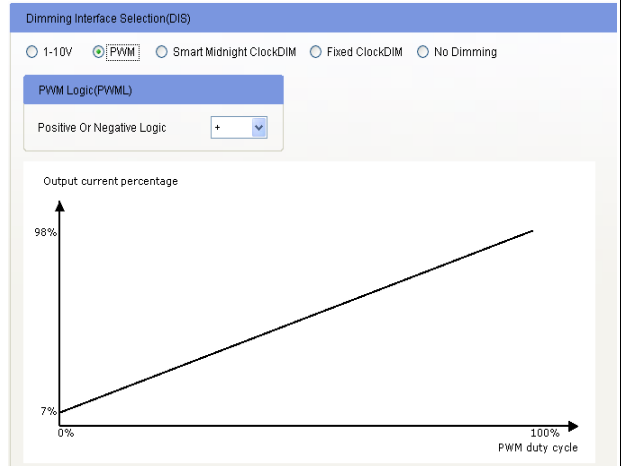 Dimming Interface Selection(DIS)
1-10V PWM Smart Midnight ClockDIM Fixed ClockDIM No Dimming
PWM Logic(PWML)
Positive Or Negative Logic +
Output current percentage
98%
7%
0% 100%
PWM duty cycle